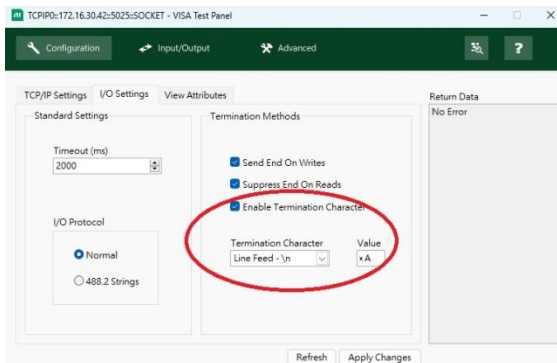 TCPIP0::172.16.30.42::5025::SOCKET - VISA Test Panel
Configuration
Input/Output
Advanced
?
TCP/IP Settings
I/O Settings
View Attributes
Return Data
No Error
Standard Settings
Timeout (ms)
2000
I/O Protocol
Normal
488.2 Strings
Termination Methods
Send End On Writes
Suppress End On Reads
Enable Termination Character
Termination Character
Value
Line Feed - \n
xA
Refresh
Apply Changes